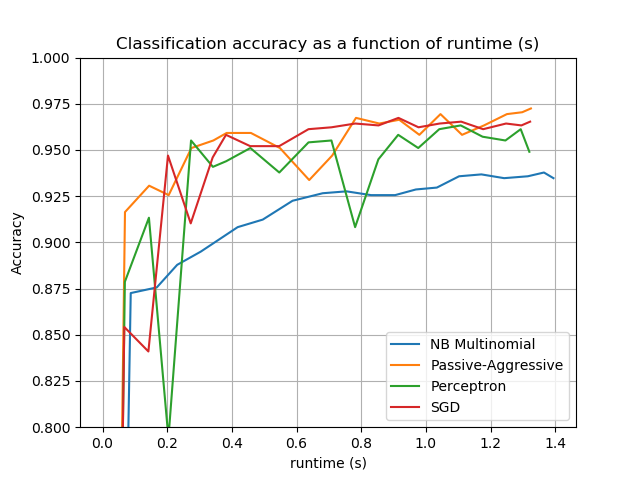 Classification accuracy as a function of runtime (s)
1.000
0.975
0.950
0.925
0.900
0.875
0.850
0.825
0.800
Accuracy
NB Multinomial
Passive-Aggressive
Perceptron
SGD
0.0 0.2 0.4 0.6 0.8 1.0 1.2 1.4
runtime (s)